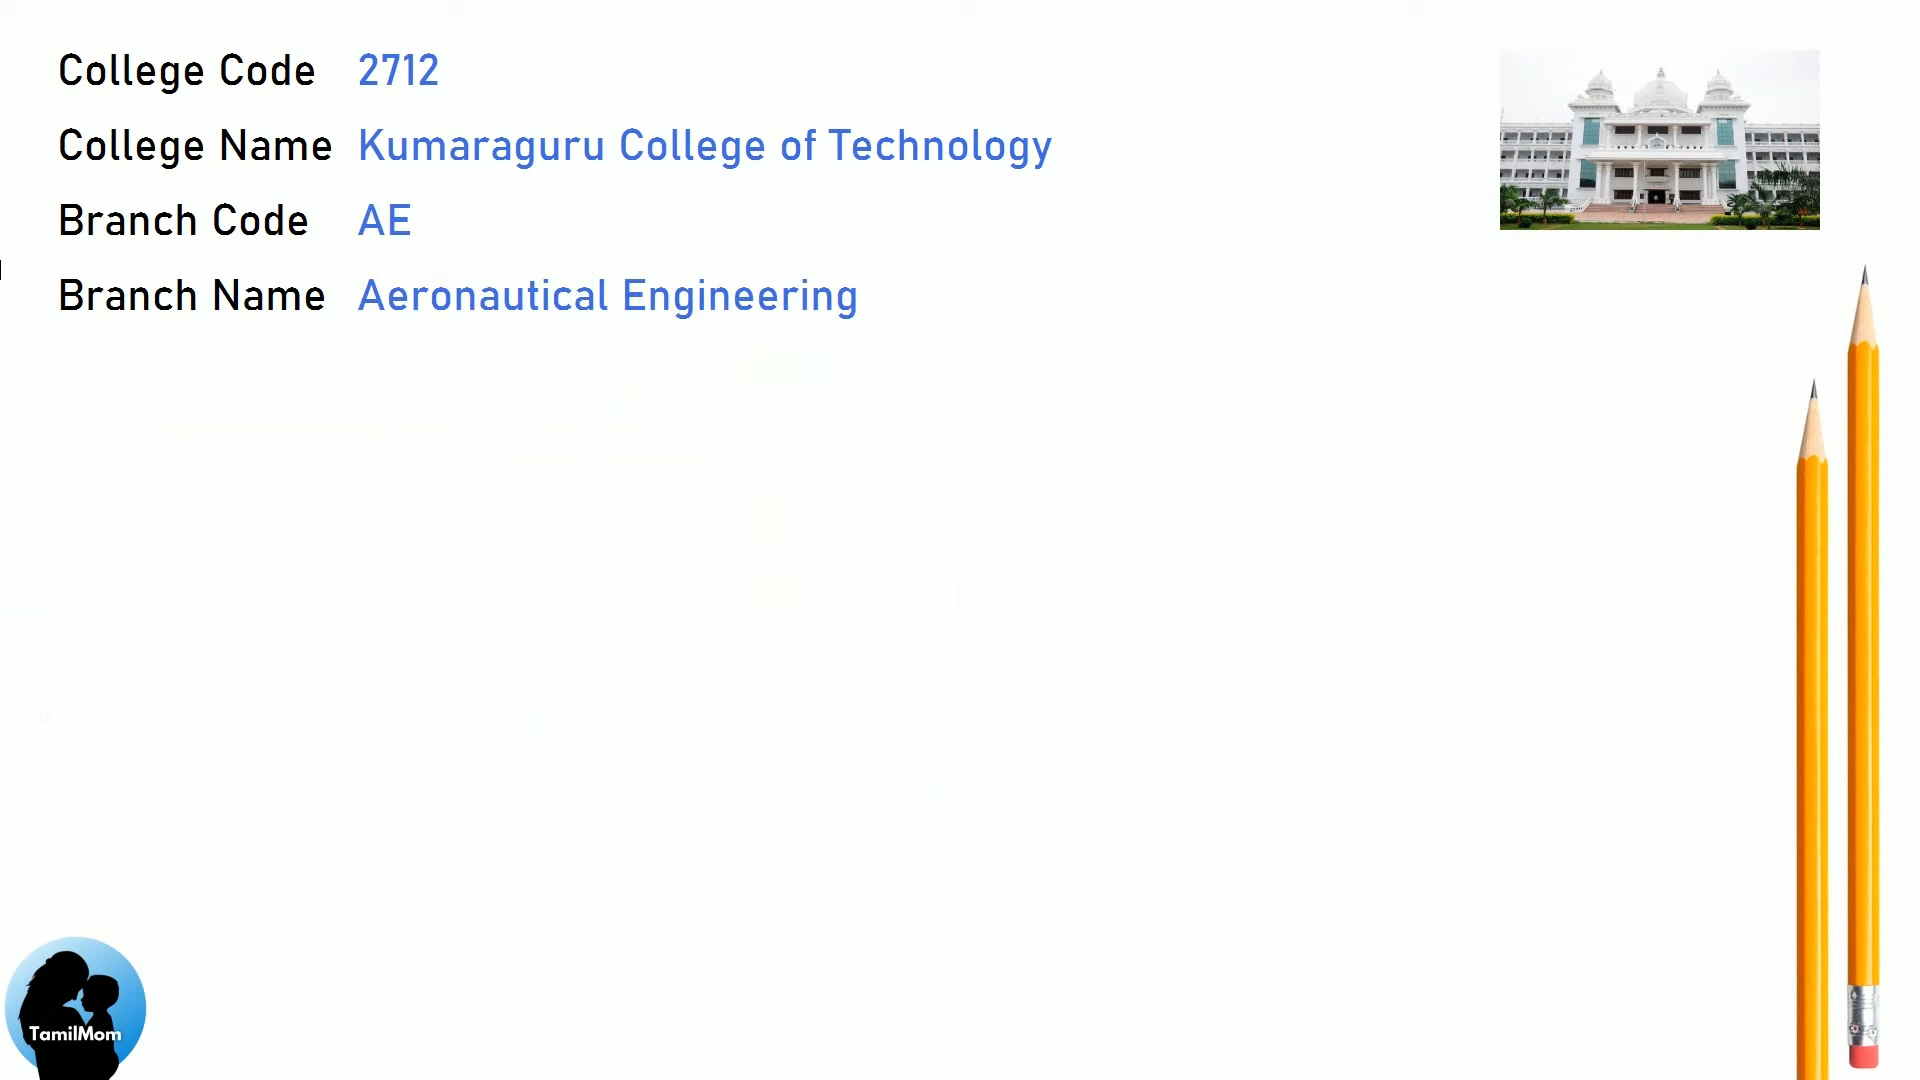 College Code 2712
College Name Kumaraguru College of Technology
Branch Code AE
Branch Name Aeronautical Engineering
TamilMom